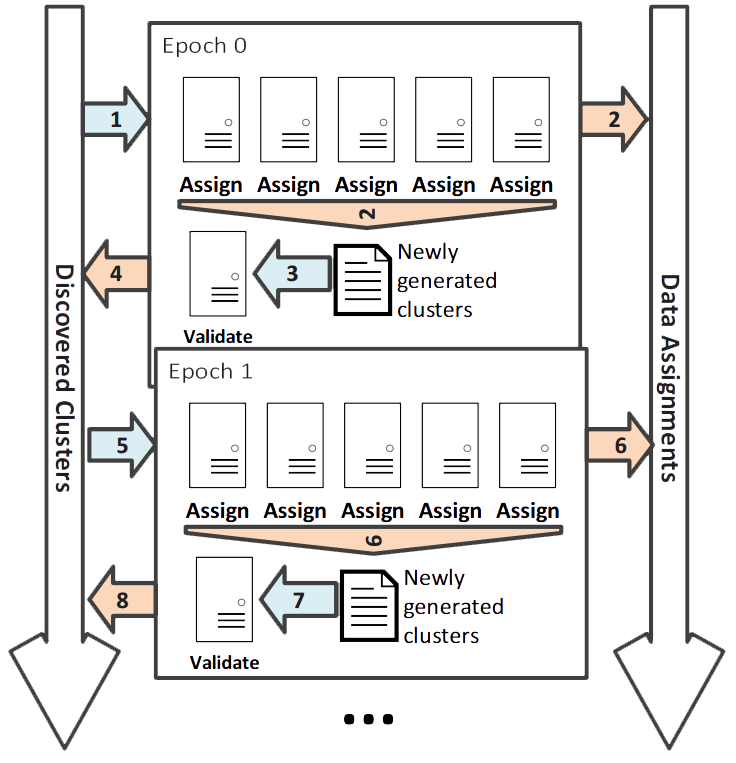 Epoch 0
1
2
Assign Assign Assign Assign Assign
2
4
3
Newly
generated
clusters
Validate
Discovered Clusters
Data Assignments
Epoch 1
5
6
Assign Assign Assign Assign Assign
6
8
7
Newly
generated
clusters
Validate
...